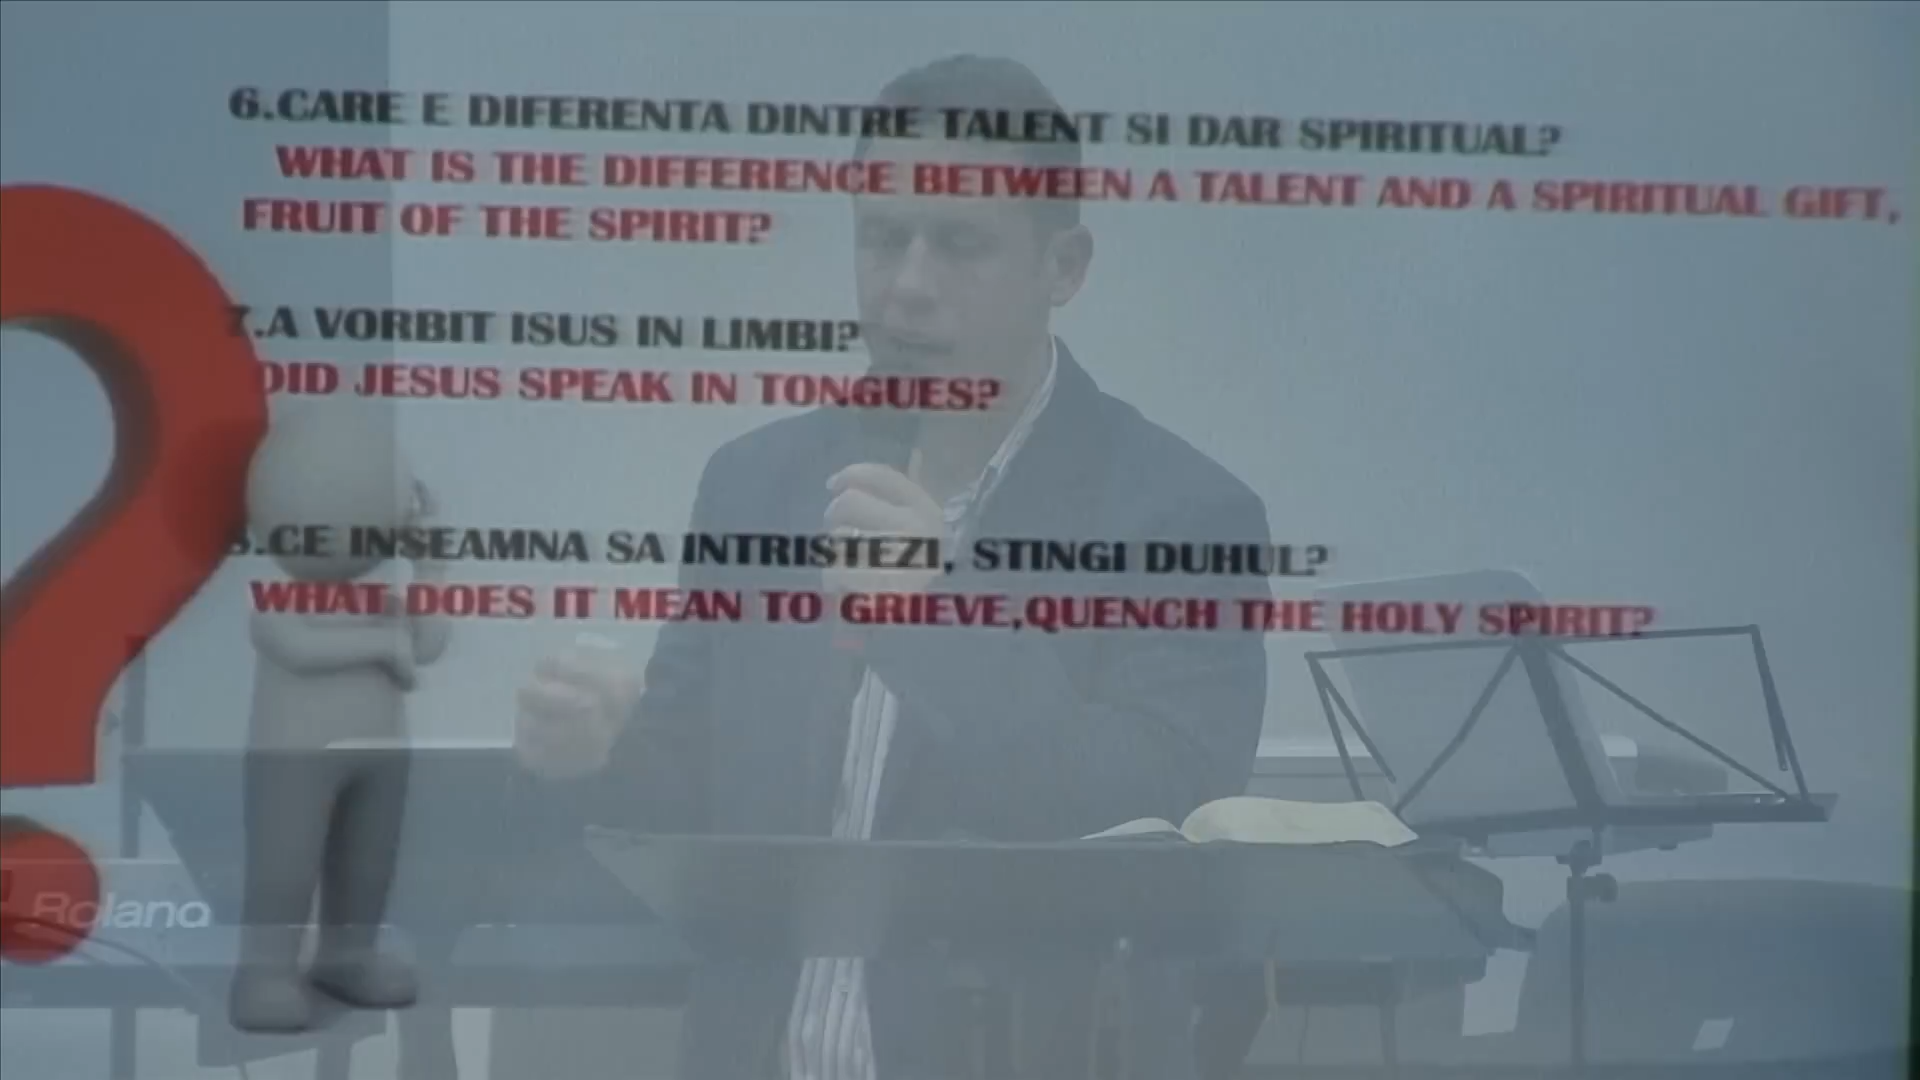 6.CARE E DIFERENTA DINTRE TALENT SI DAR SPIRITUAL?
WHAT IS THE DIFFERENCE BETWEEN A TALENT AND A SPIRITUAL GIFT,
FRUIT OF THE SPIRIT?
7.A VORBIT ISUS IN LIMBI?
DID JESUS SPEAK IN TONGUES?
8.CE INSEAMNA SA INTRISTEZI, STINGI DUHUL?
WHAT DOES IT MEAN TO GRIEVE,QUENCH THE HOLY SPIRIT?
Roland